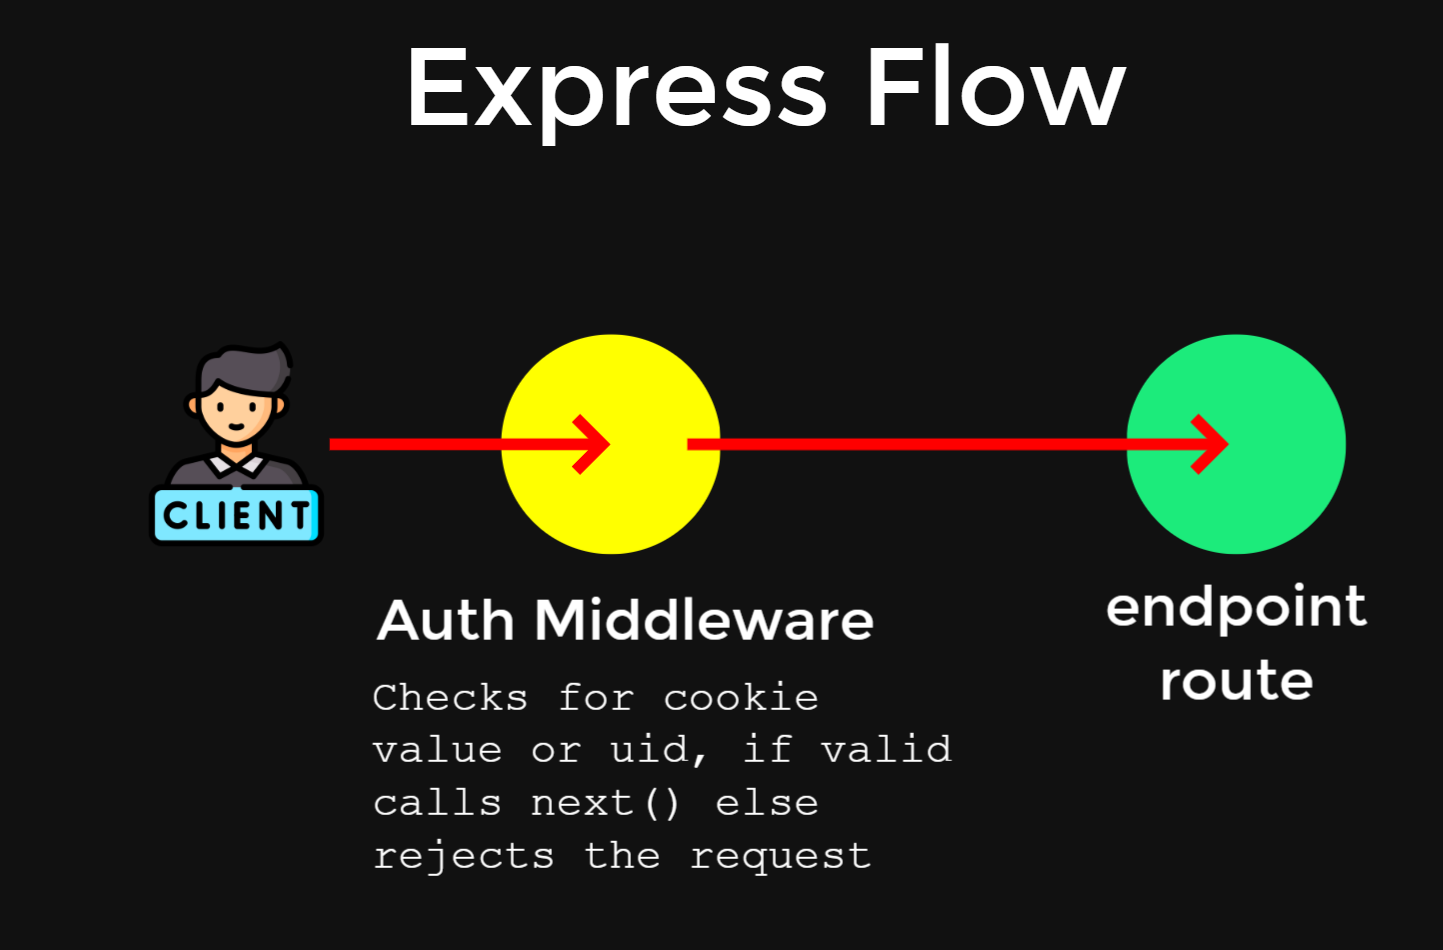 Express Flow
CLIENT
Auth Middleware
Checks for cookie
value or uid, if valid
calls next() else
rejects the request
endpoint
route